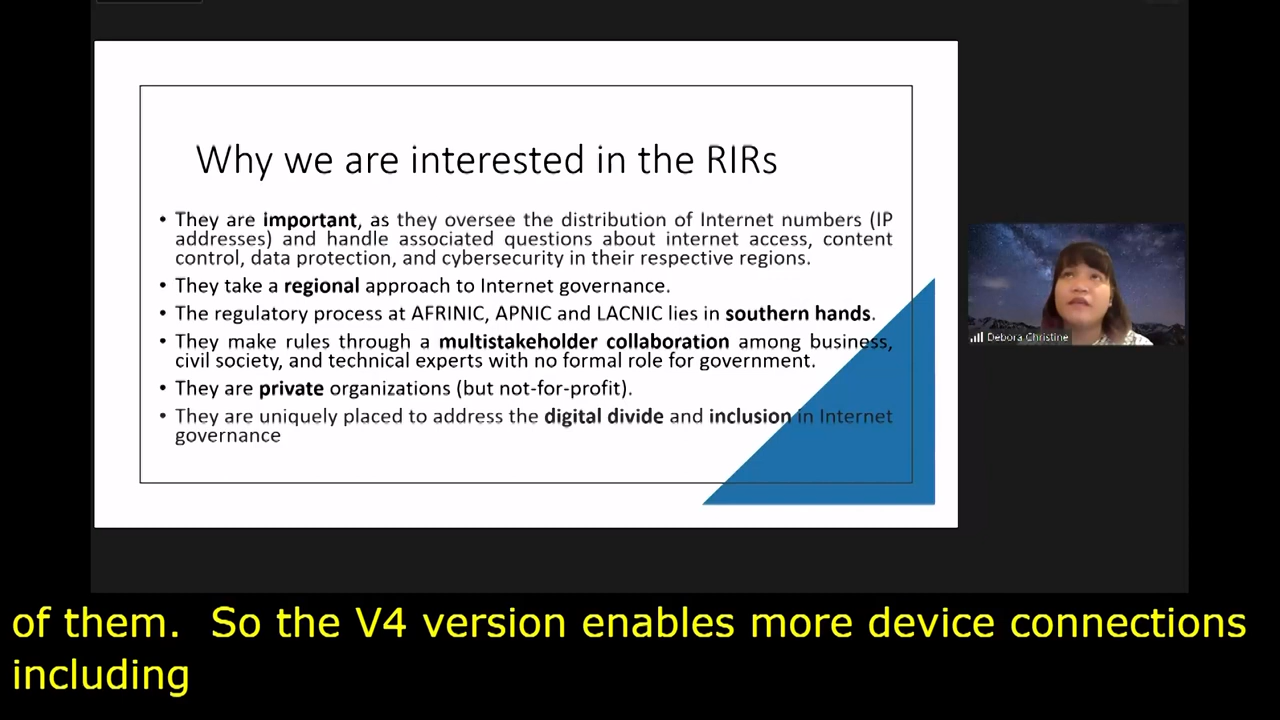 Why we are interested in the RIRs
• They are important, as they oversee the distribution of Internet numbers (IP
addresses) and handle associated questions about internet access, content
control, data protection, and cybersecurity in their respective regions.
• They take a regional approach to Internet governance.
• The regulatory process at AFRINIC, APNIC and LACNIC lies in southern hands.
• They make rules through a multistakeholder collaboration among business,
civil society, and technical experts with no formal role for government.
• They are private organizations (but not-for-profit).
• They are uniquely placed to address the digital divide and inclusion in Internet
governance
Debora Christine
of them.  So the V4 version enables more device connections
including